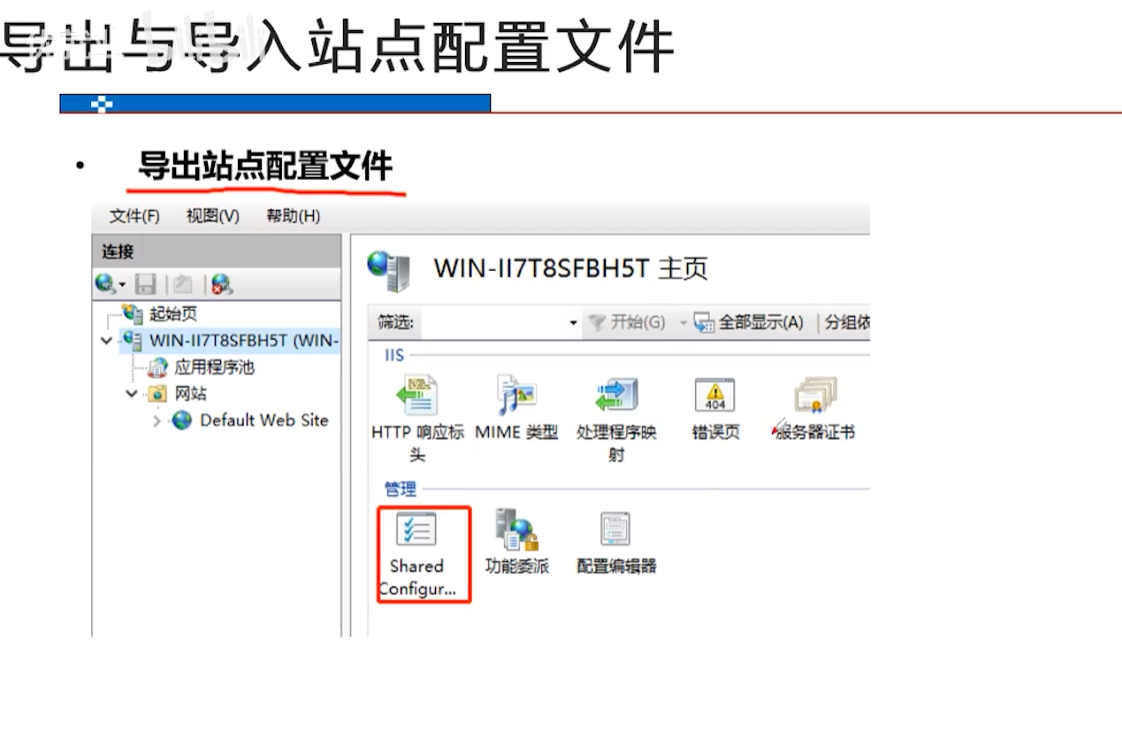 导出与导入站点配置文件
• 导出站点配置文件
文件(F) 视图(V) 帮助(H)
连接
起始页
WIN-II7T8SFBH5T (WIN-
应用程序池
网站
Default Web Site
WIN-II7T8SFBH5T 主页
筛选: 开始(G) 全部显示(A) 分组依
IIS
HTTP 响应标 MIME 类型 处理程序映 错误页 服务器证书
头 射
404
管理
Shared 功能委派 配置编辑器
Configur...